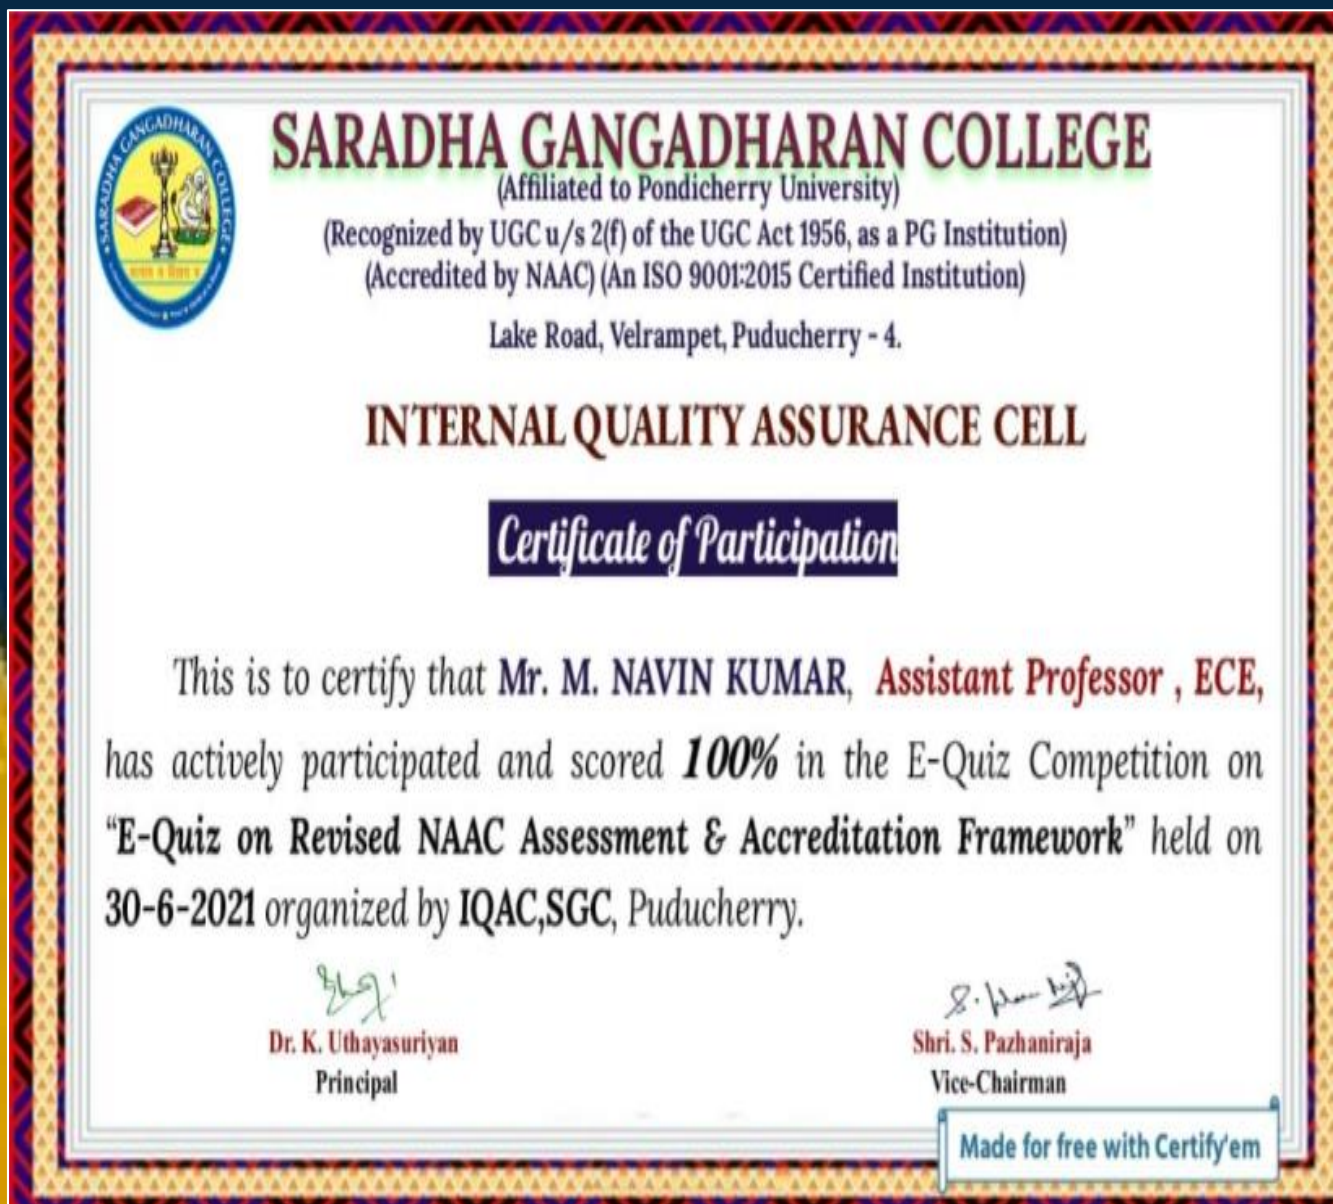 SARADHA GANGADHARAN COLLEGE
SARADHA GANGADHARAN COLLEGE
(Affiliated to Pondicherry University)
(Recognized by UGC u/s 2(f) of the UGC Act 1956, as a PG Institution)
(Accredited by NAAC) (An ISO 9001:2015 Certified Institution)
Lake Road, Velrampet, Puducherry - 4.
INTERNAL QUALITY ASSURANCE CELL
Certificate of Participation
This is to certify that Mr. M. NAVIN KUMAR, Assistant Professor , ECE,
has actively participated and scored 100% in the E-Quiz Competition on
“E-Quiz on Revised NAAC Assessment & Accreditation Framework” held on
30-6-2021 organized by IQAC,SGC, Puducherry.
Dr. K. Uthayasuriyan
Principal
Shri. S. Pazhaniraja
Vice-Chairman
Made for free with Certify'em